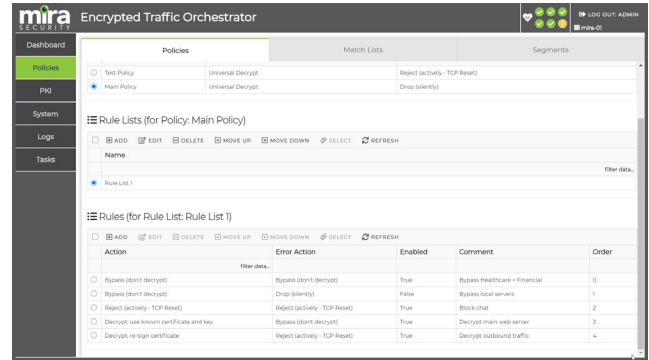 mira
SECURITY
Encrypted Traffic Orchestrator
LOG OUT: ADMIN
mira-01
Dashboard
Policies
PKI
System
Logs
Tasks
Policies Match Lists Segments
Test Policy Universal Decrypt Reject (actively - TCP Reset)
Main Policy Universal Decrypt Drop (silently)
Rule Lists (for Policy: Main Policy)
ADD EDIT DELETE MOVE UP MOVE DOWN SELECT REFRESH
Name
filter data...
Rule List 1
Rules (for Rule List: Rule List 1)
ADD EDIT DELETE MOVE UP MOVE DOWN SELECT REFRESH
Action Error Action Enabled Comment Order
filter data...
Bypass (don't decrypt) Bypass (don't decrypt) True Bypass Healthcare + Financial 0
Bypass (don't decrypt) Drop (silently) False Bypass local servers 1
Reject (actively - TCP Reset) Reject (actively - TCP Reset) True Block chat 2
Decrypt: use known certificate and key Bypass (don't decrypt) True Decrypt main web server 3
Decrypt: re-sign certificate Reject (actively - TCP Reset) True Decrypt outbound traffic 4